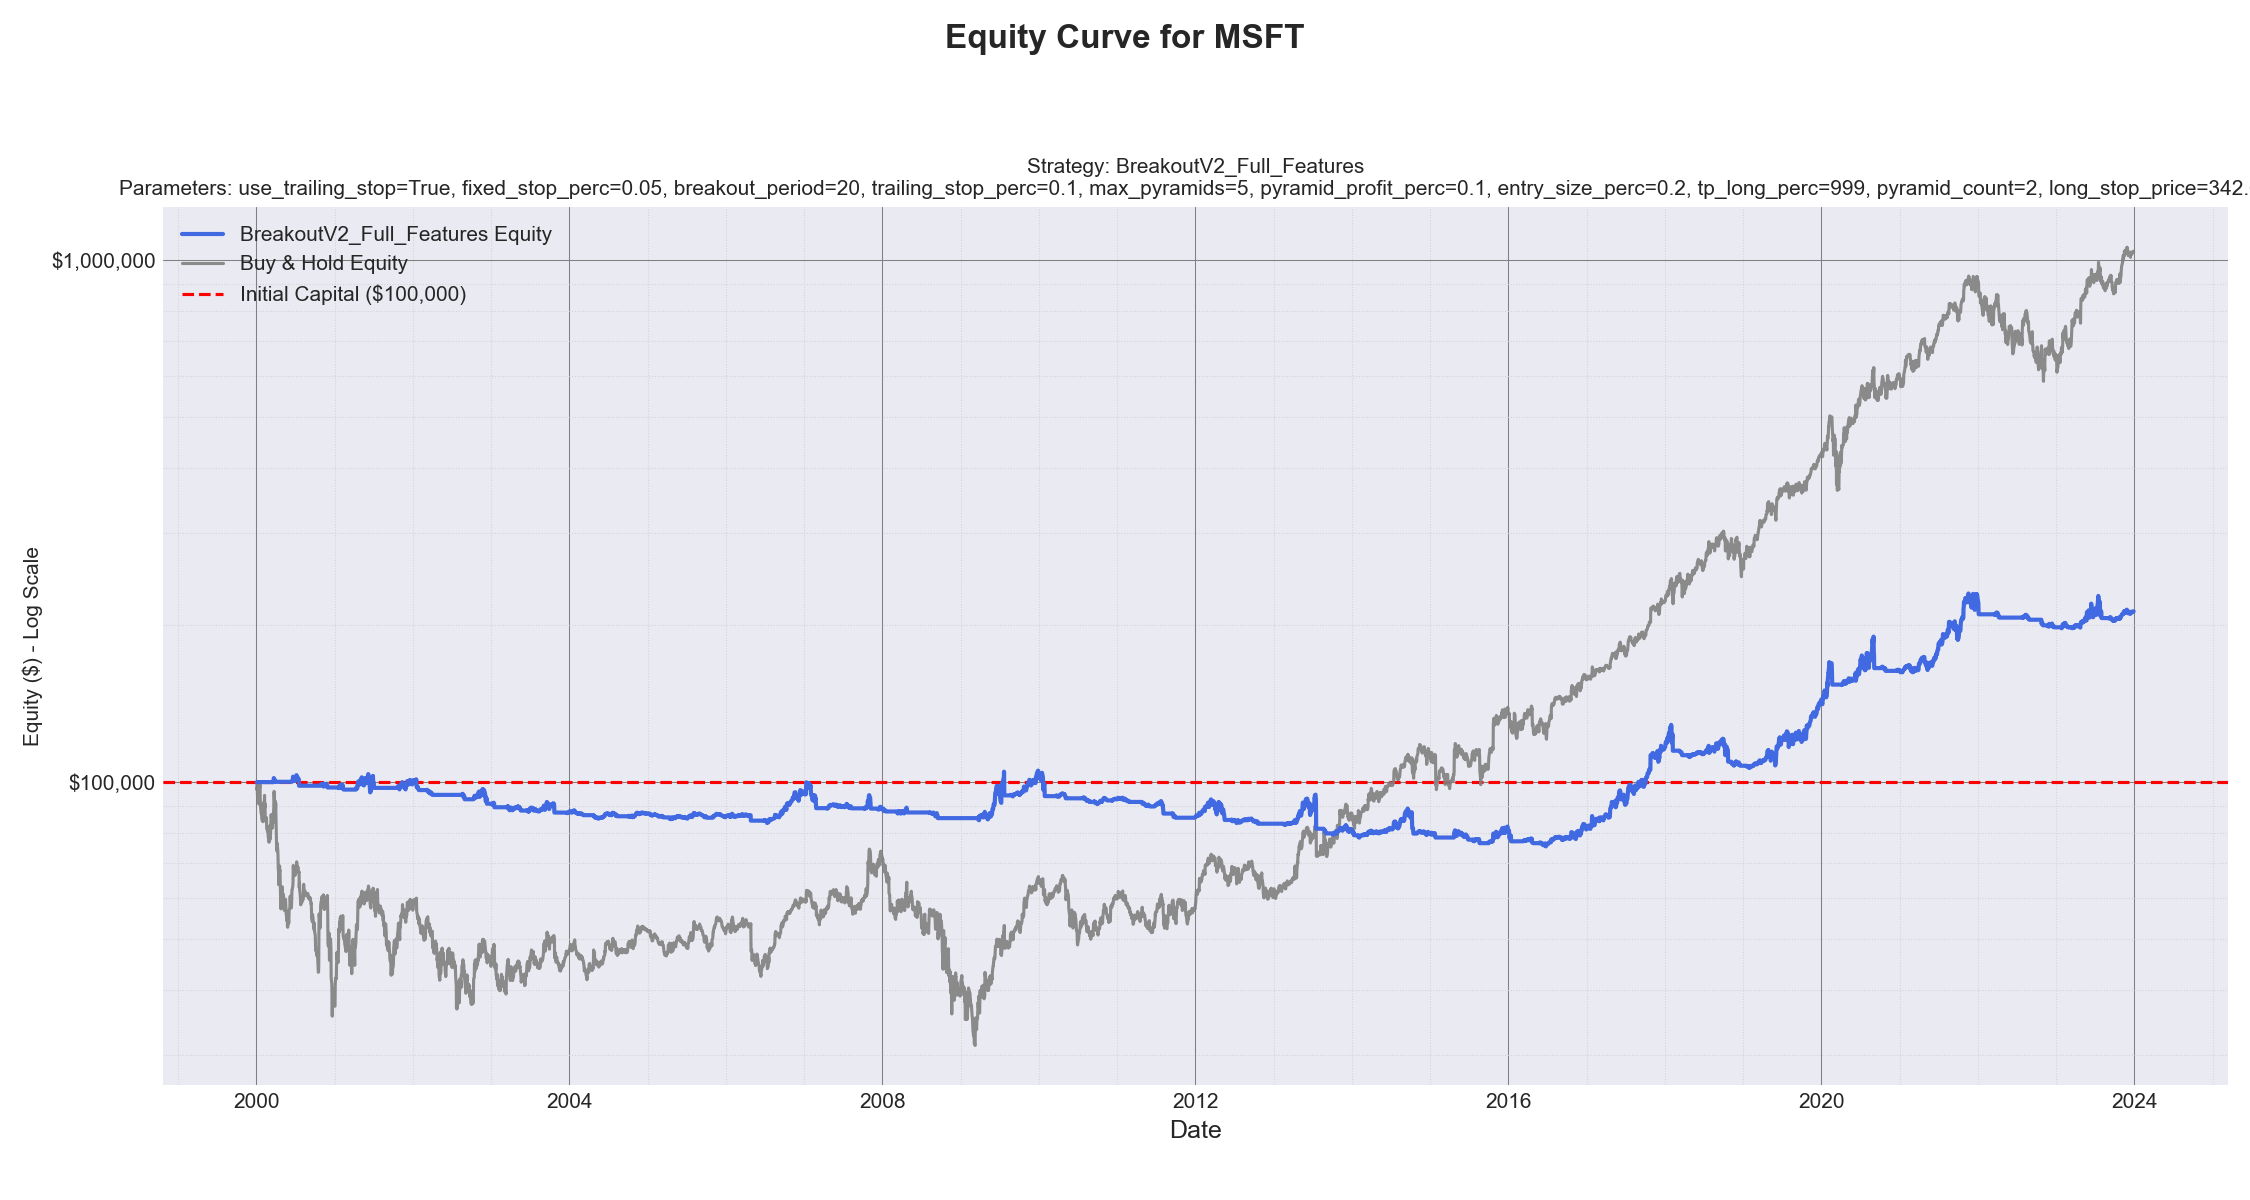 Equity Curve for MSFT
Strategy: BreakoutV2_Full_Features
Parameters: use_trailing_stop=True, fixed_stop_perc=0.05, breakout_period=20, trailing_stop_perc=0.1, max_pyramids=5, pyramid_profit_perc=0.1, entry_size_perc=0.2, tp_long_perc=999, pyramid_count=2, long_stop_price=342.
BreakoutV2_Full_Features Equity
Buy & Hold Equity
Initial Capital ($100,000)
$1,000,000
$100,000
Equity ($) - Log Scale
2000 2004 2008 2012 2016 2020 2024
Date